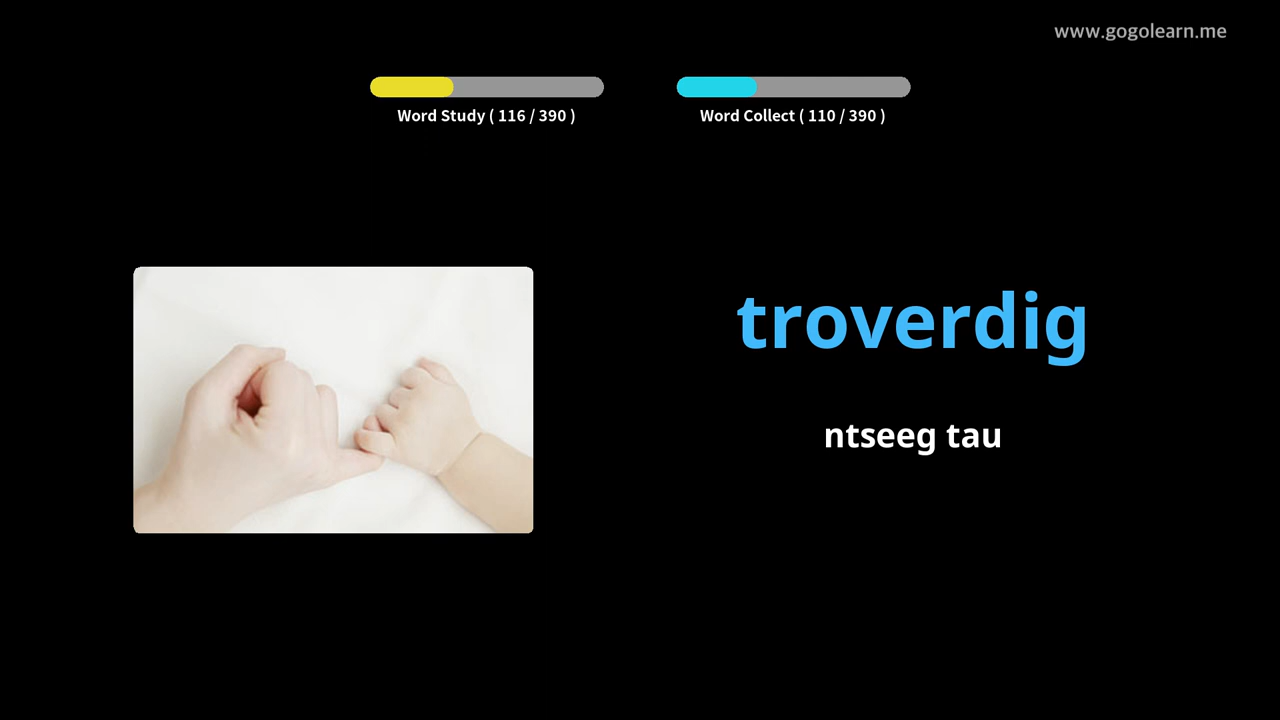 www.gogolearn.me
Word Study ( 116 / 390 )
Word Collect ( 110 / 390 )
troverdig
ntseeg tau